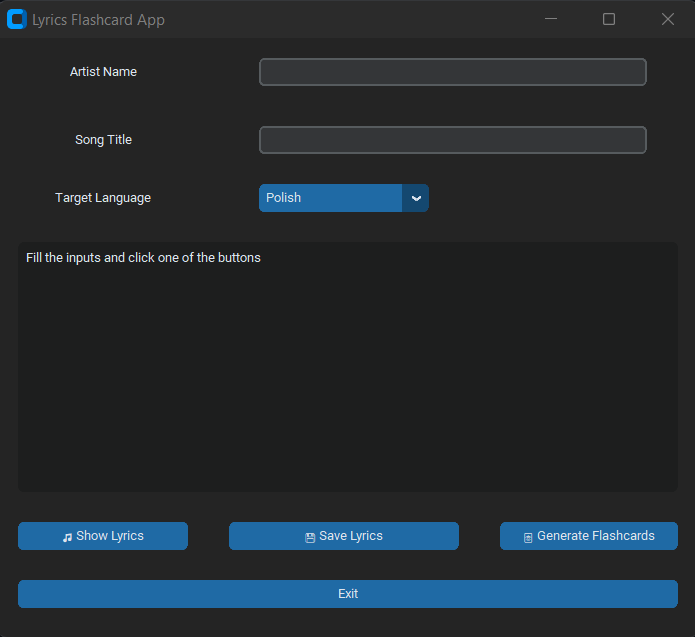 Lyrics Flashcard App
Artist Name
Song Title
Target Language
Polish
Fill the inputs and click one of the buttons
Show Lyrics
Save Lyrics
Generate Flashcards
Exit